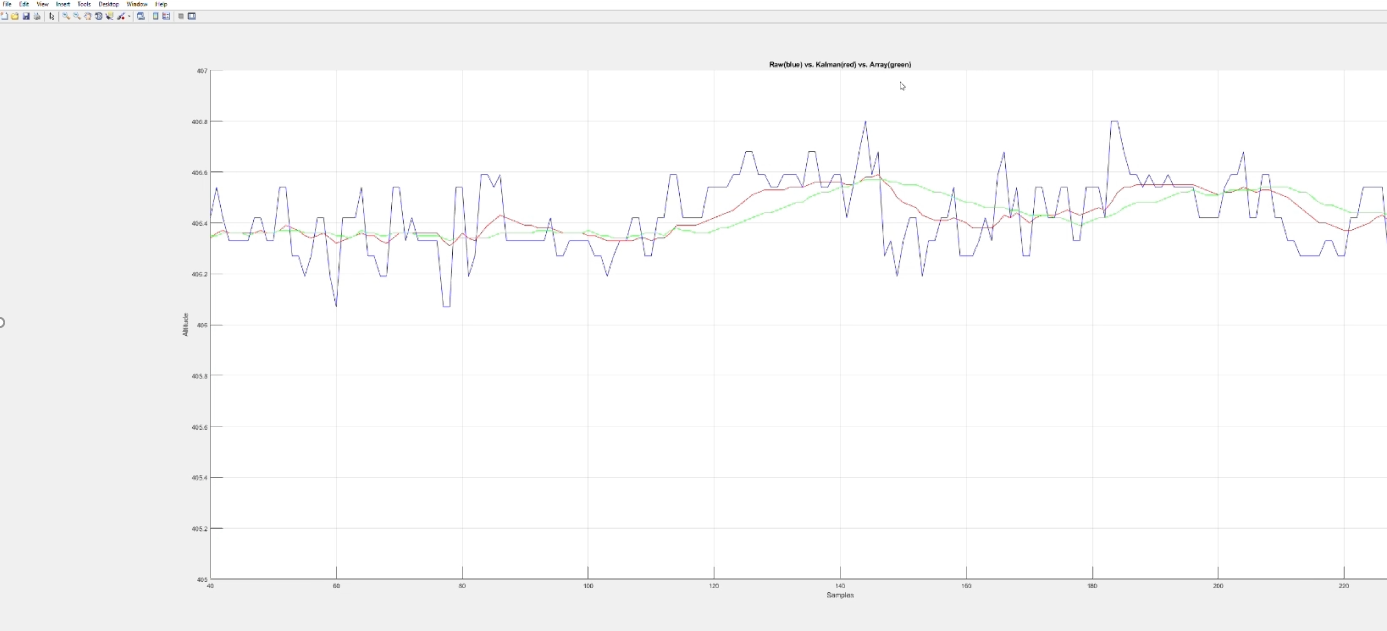 File Edit View Insert Tools Desktop Window Help
Raw(blue) vs. Kalman(red) vs. Array(green)
407
406.8
406.6
406.4
406.2
406
405.8
405.6
405.4
405.2
405
Altitude
40 60 80 100 120 140 160 180 200 220
Samples